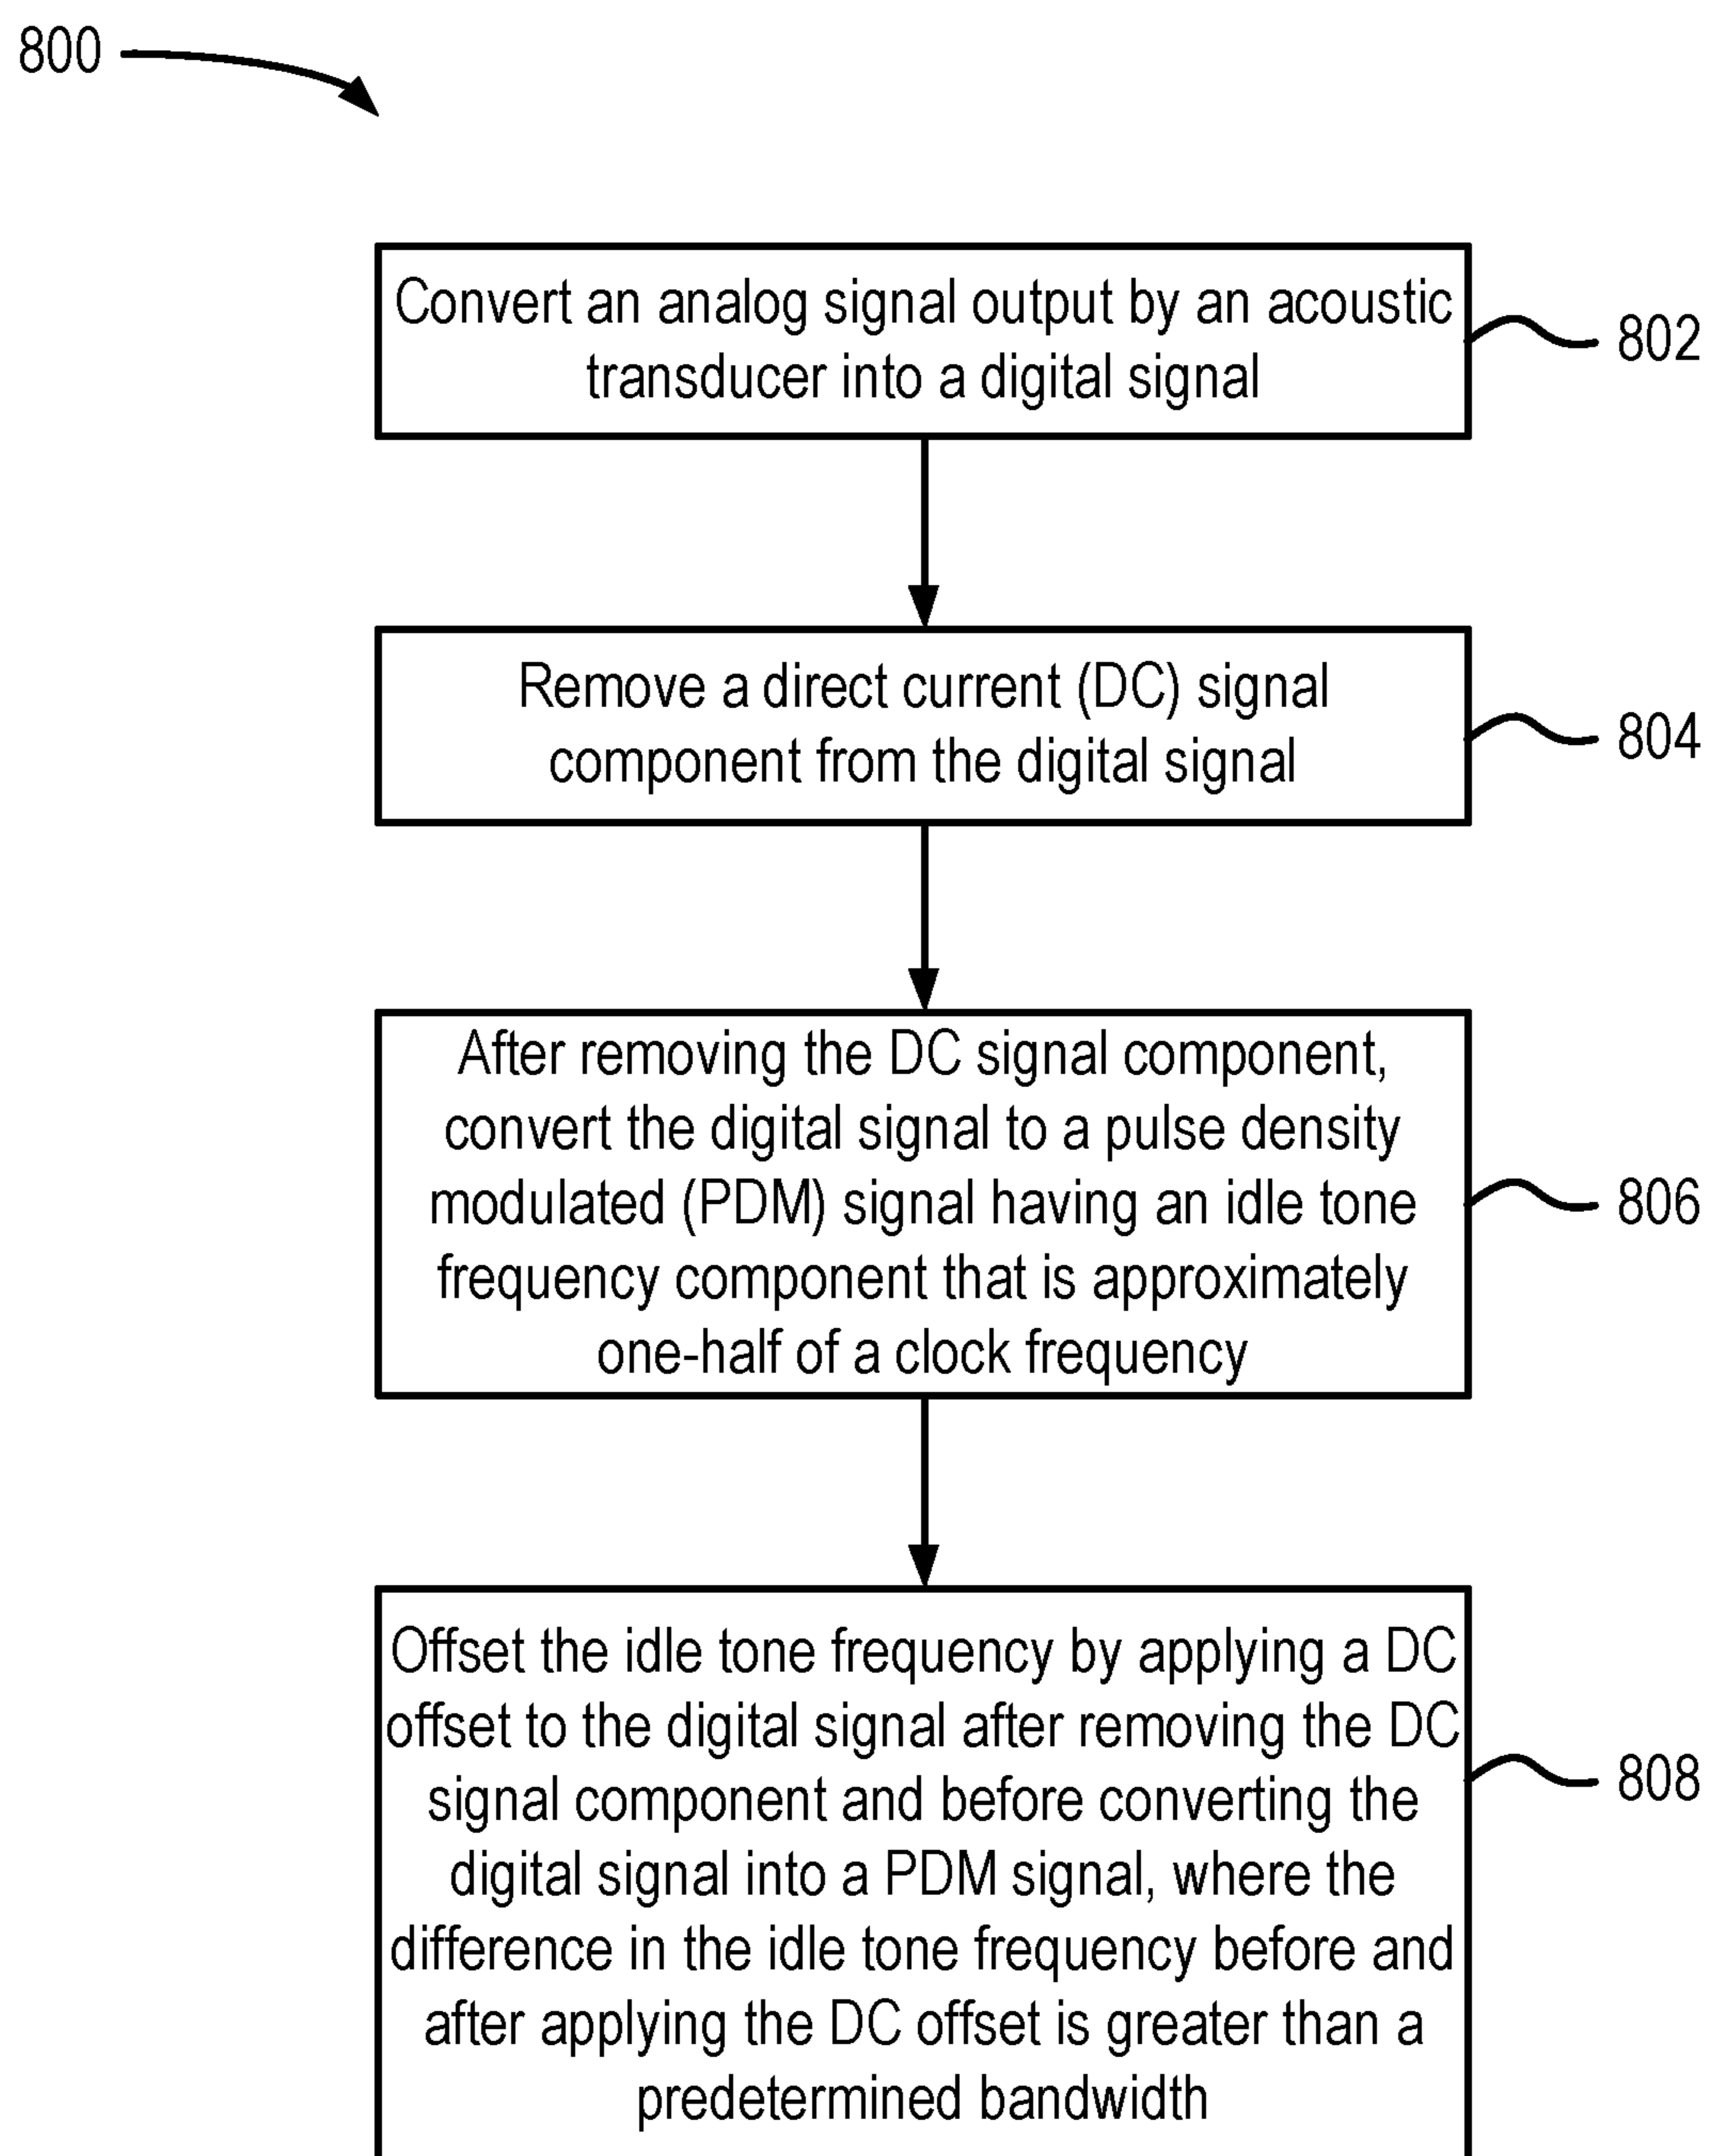 800
Convert an analog signal output by an acoustic
transducer into a digital signal
802
Remove a direct current (DC) signal
component from the digital signal
804
After removing the DC signal component,
convert the digital signal to a pulse density
modulated (PDM) signal having an idle tone
frequency component that is approximately
one-half of a clock frequency
806
Offset the idle tone frequency by applying a DC
offset to the digital signal after removing the DC
signal component and before converting the
digital signal into a PDM signal, where the
difference in the idle tone frequency before and
after applying the DC offset is greater than a
predetermined bandwidth
808